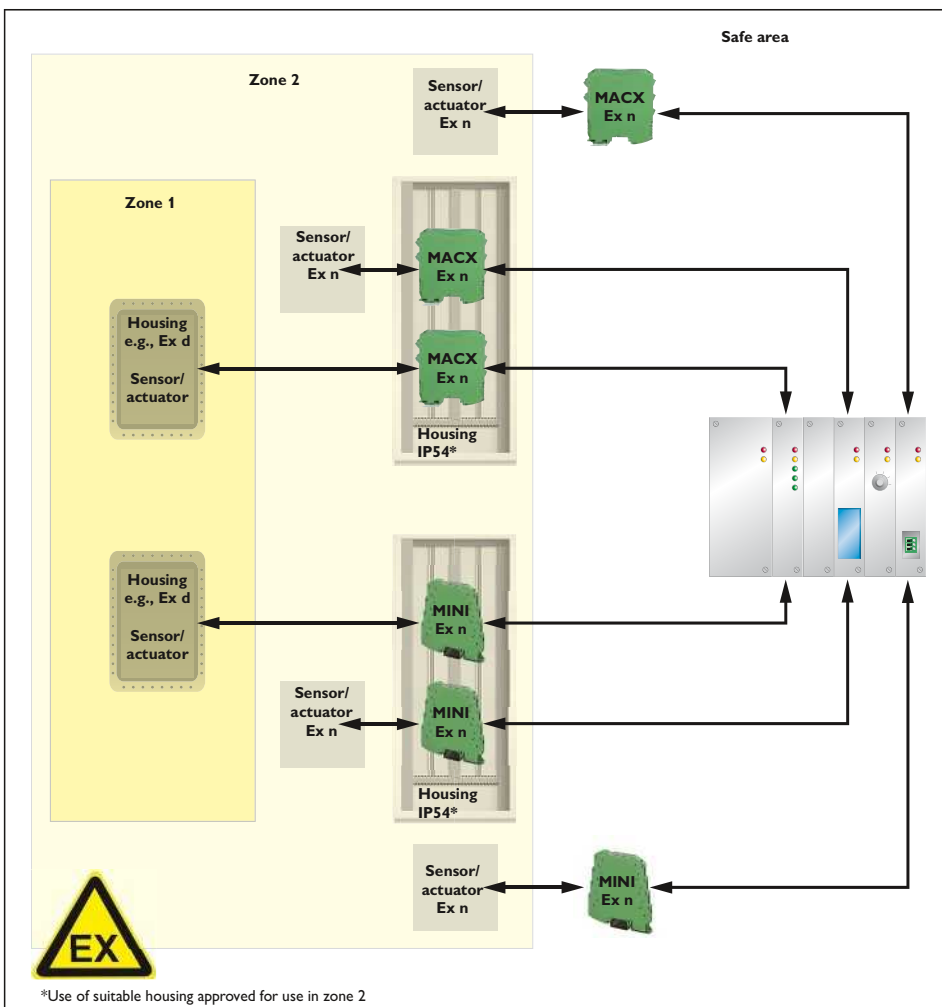 Safe area
Zone 2
Sensor/
actuator
Ex n
MACX
Ex n
Zone 1
Sensor/
actuator
Ex n
MACX
Ex n
Housing
e.g., Ex d
Sensor/
actuator
MACX
Ex n
Housing
IP54*
Housing
e.g., Ex d
Sensor/
actuator
MINI
Ex n
Sensor/
actuator
Ex n
MINI
Ex n
Housing
IP54*
Sensor/
actuator
Ex n
MINI
Ex n
EX
*Use of suitable housing approved for use in zone 2